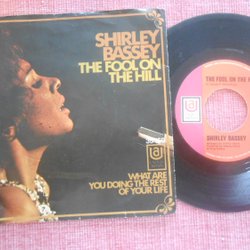 SHIRLEY
BASSEY
THE FOOL ON
THE HILL
WHAT ARE
YOU DOING THE REST
OF YOUR LIFE
THE FOOL ON THE
SHIRLEY BASSEY